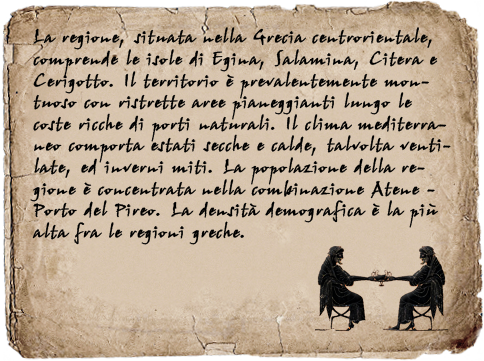 La regione, situata nella Grecia centrorientale,
comprende le isole di Egina, Salamina, Citera e
Cerigotto. Il territorio è prevalentemente mon-
tuoso con ristrette aree pianeggianti lungo le
coste ricche di porti naturali. Il clima mediterra-
neo comporta estati secche e calde, talvolta venti-
late, ed inverni miti. La popolazione della re-
gione è concentrata nella combinazione Atene -
Porto del Pireo. La densità demografica è la più
alta fra le regioni greche.